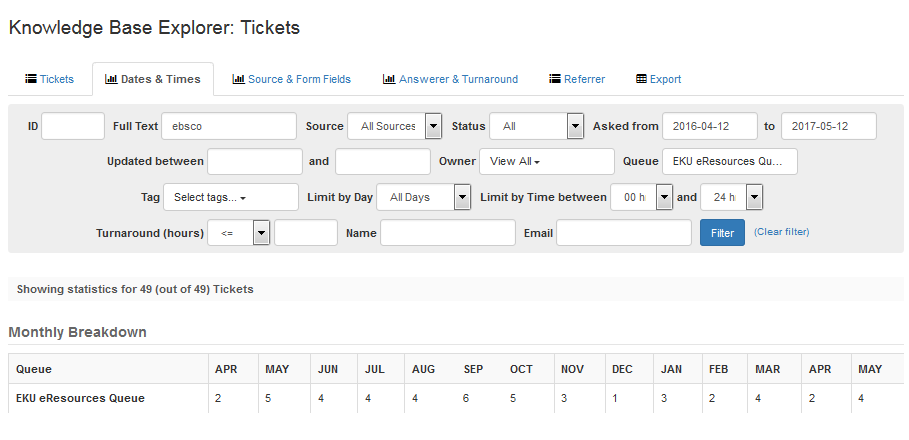 Knowledge Base Explorer: Tickets
Tickets Dates & Times Source & Form Fields Answerer & Turnaround Referrer Export
ID Full Text ebsco Source All Sources Status All Asked from 2016-04-12 to 2017-05-12
Updated between and Owner View All Queue EKU eResources Qu...
Tag Select tags... Limit by Day All Days Limit by Time between 00 h and 24 h
Turnaround (hours) <= Name Email Filter (Clear filter)
Showing statistics for 49 (out of 49) Tickets
Monthly Breakdown
Queue APR MAY JUN JUL AUG SEP OCT NOV DEC JAN FEB MAR APR MAY
EKU eResources Queue 2 5 4 4 4 6 5 3 1 3 2 4 2 4